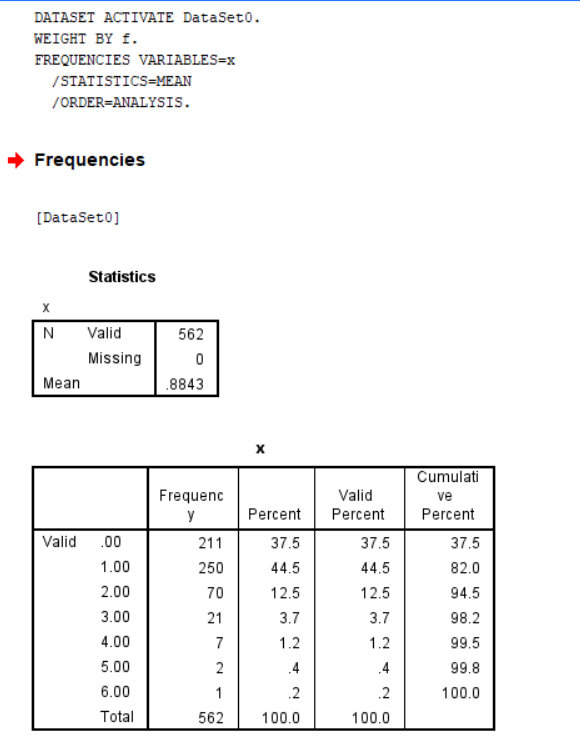 DATASET ACTIVATE DataSet0.
WEIGHT BY f.
FREQUENCIES VARIABLES=x
/STATISTICS=MEAN
/ORDER=ANALYSIS.
Frequencies
[DataSet0]
Statistics
x
N Valid 562
Missing 0
Mean .8843
x
Frequenc
y Percent Valid
Percent Cumulati
ve
Percent
Valid .00 211 37.5 37.5 37.5
1.00 250 44.5 44.5 82.0
2.00 70 12.5 12.5 94.5
3.00 21 3.7 3.7 98.2
4.00 7 1.2 1.2 99.5
5.00 2 .4 .4 99.8
6.00 1 .2 .2 100.0
Total 562 100.0 100.0